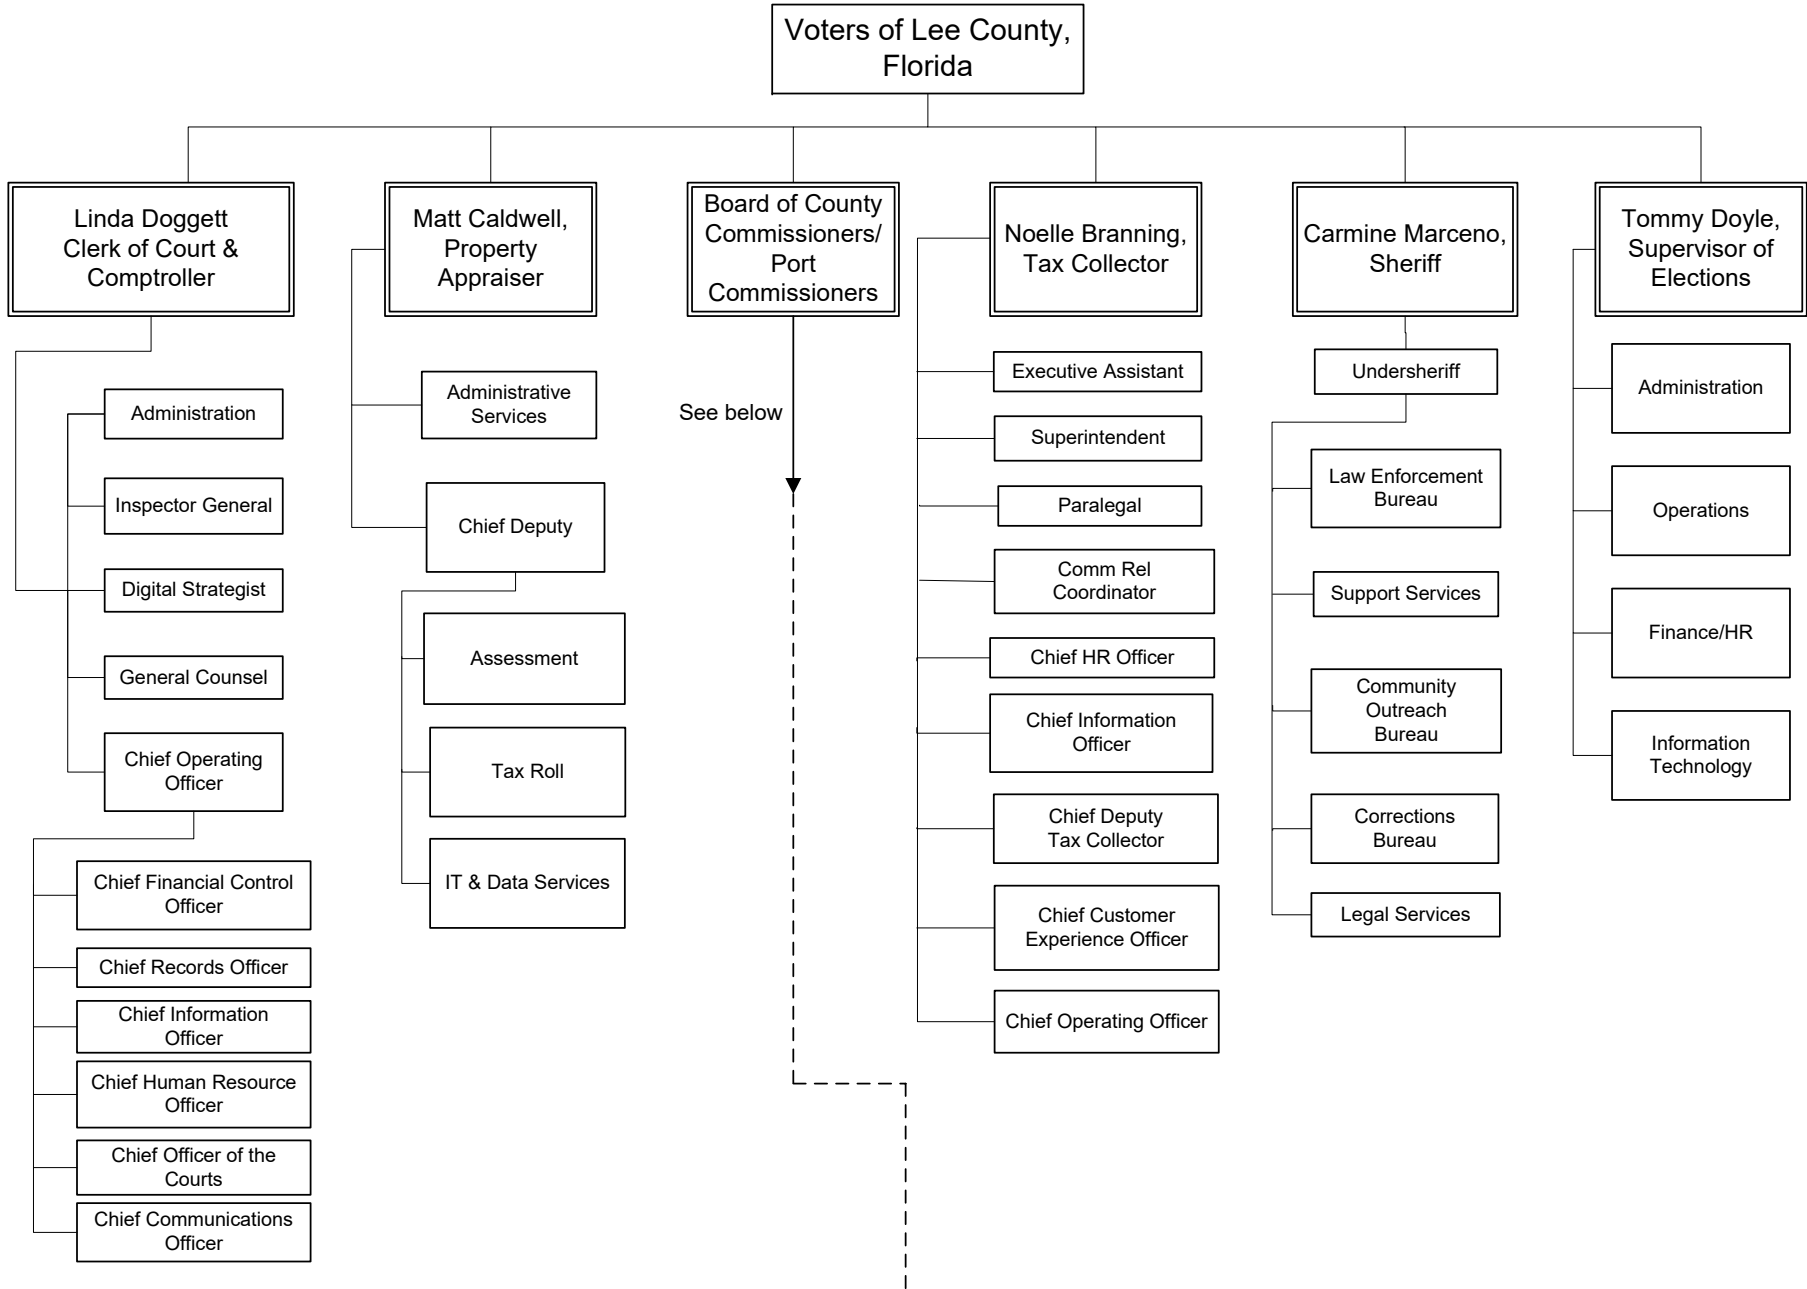 Voters of Lee County,
Florida
Linda Doggett
Clerk of Court &
Comptroller
Administration
Inspector General
Digital Strategist
General Counsel
Chief Operating
Officer
Chief Financial Control
Officer
Chief Records Officer
Chief Information
Officer
Chief Human Resource
Officer
Chief Officer of the
Courts
Chief Communications
Officer
Matt Caldwell,
Property
Appraiser
Administrative
Services
Chief Deputy
Assessment
Tax Roll
IT & Data Services
Board of County
Commissioners/
Port
Commissioners
See below
Noelle Branning,
Tax Collector
Executive Assistant
Superintendent
Paralegal
Comm Rel
Coordinator
Chief HR Officer
Chief Information
Officer
Chief Deputy
Tax Collector
Chief Customer
Experience Officer
Chief Operating Officer
Carmine Marceno,
Sheriff
Undersheriff
Law Enforcement
Bureau
Support Services
Community
Outreach
Bureau
Corrections
Bureau
Legal Services
Tommy Doyle,
Supervisor of
Elections
Administration
Operations
Finance/HR
Information
Technology